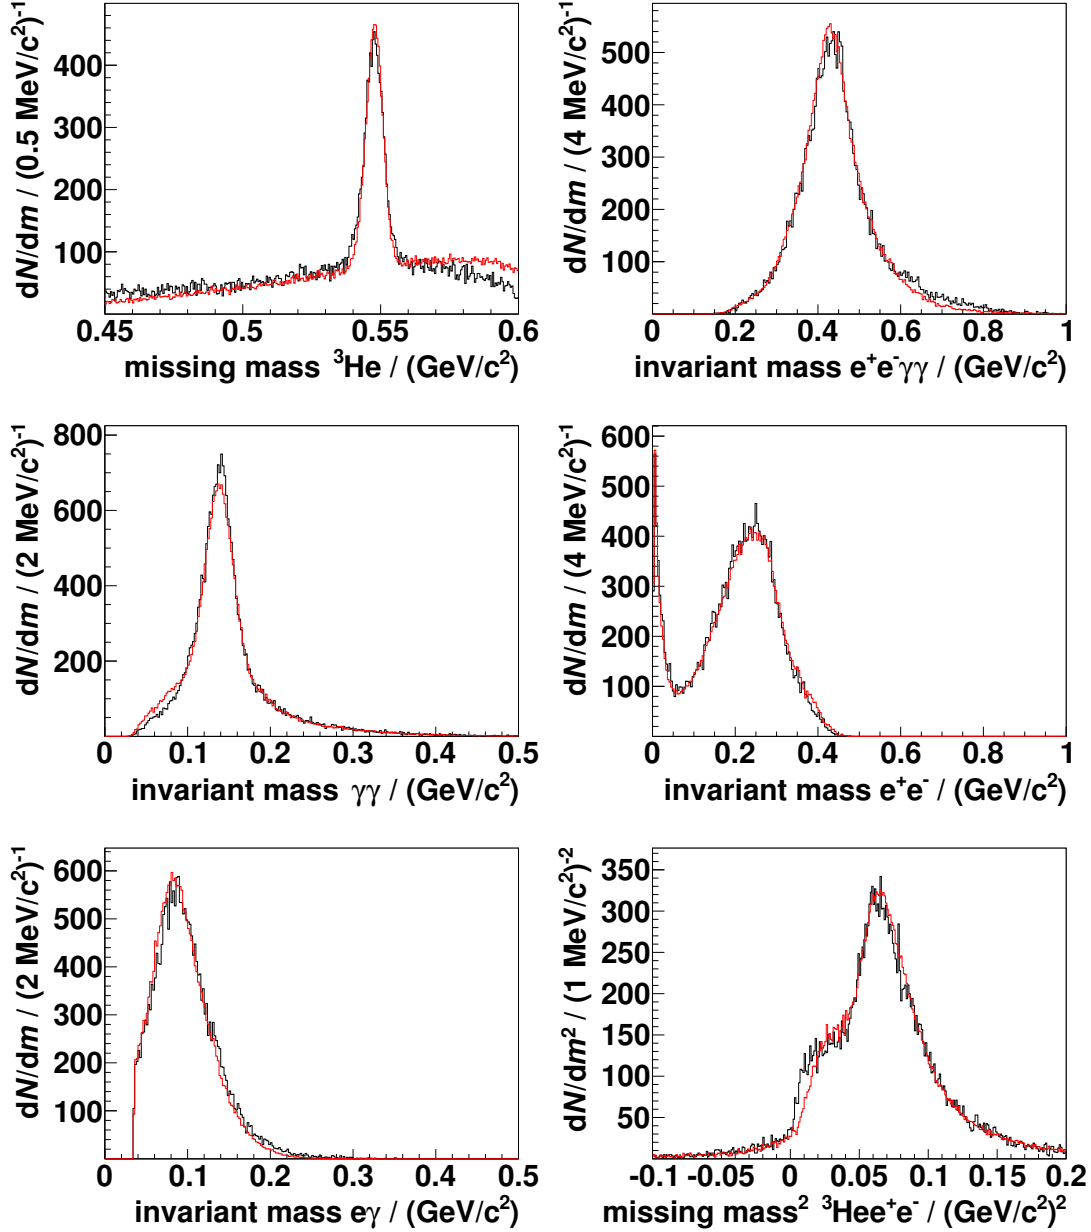 dN/dm / (0.5 MeV/c²)⁻¹
400
300
200
100
0.45 0.5 0.55 0.6
missing mass ³He / (GeV/c²)
dN/dm / (4 MeV/c²)⁻¹
500
400
300
200
100
0 0.2 0.4 0.6 0.8 1
invariant mass e⁺e⁻γγ / (GeV/c²)
dN/dm / (2 MeV/c²)⁻¹
800
600
400
200
0 0.1 0.2 0.3 0.4 0.5
invariant mass γγ / (GeV/c²)
dN/dm / (4 MeV/c²)⁻¹
600
500
400
300
200
100
0 0.2 0.4 0.6 0.8 1
invariant mass e⁺e⁻ / (GeV/c²)
dN/dm / (2 MeV/c²)⁻¹
600
500
400
300
200
100
0 0.1 0.2 0.3 0.4 0.5
invariant mass eγ / (GeV/c²)
dN/dm² / (1 MeV/c²)⁻²
350
300
250
200
150
100
50
-0.1 -0.05 0 0.05 0.1 0.15 0.2
missing mass² ³Hee⁺e⁻ / (GeV/c²)²